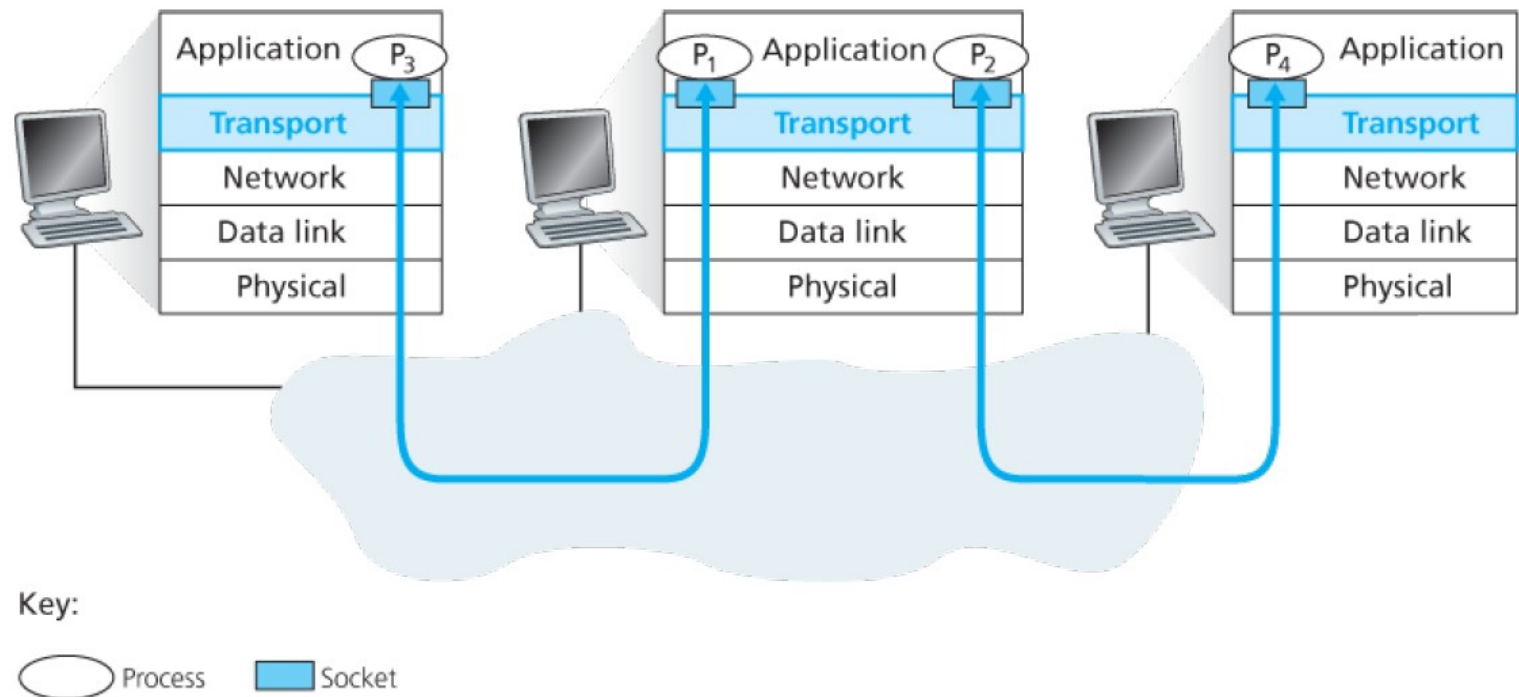 Application P₃ P₁ Application P₂ P₄ Application
Transport Transport Transport
Network Network Network
Data link Data link Data link
Physical Physical Physical
Key:
Process Socket